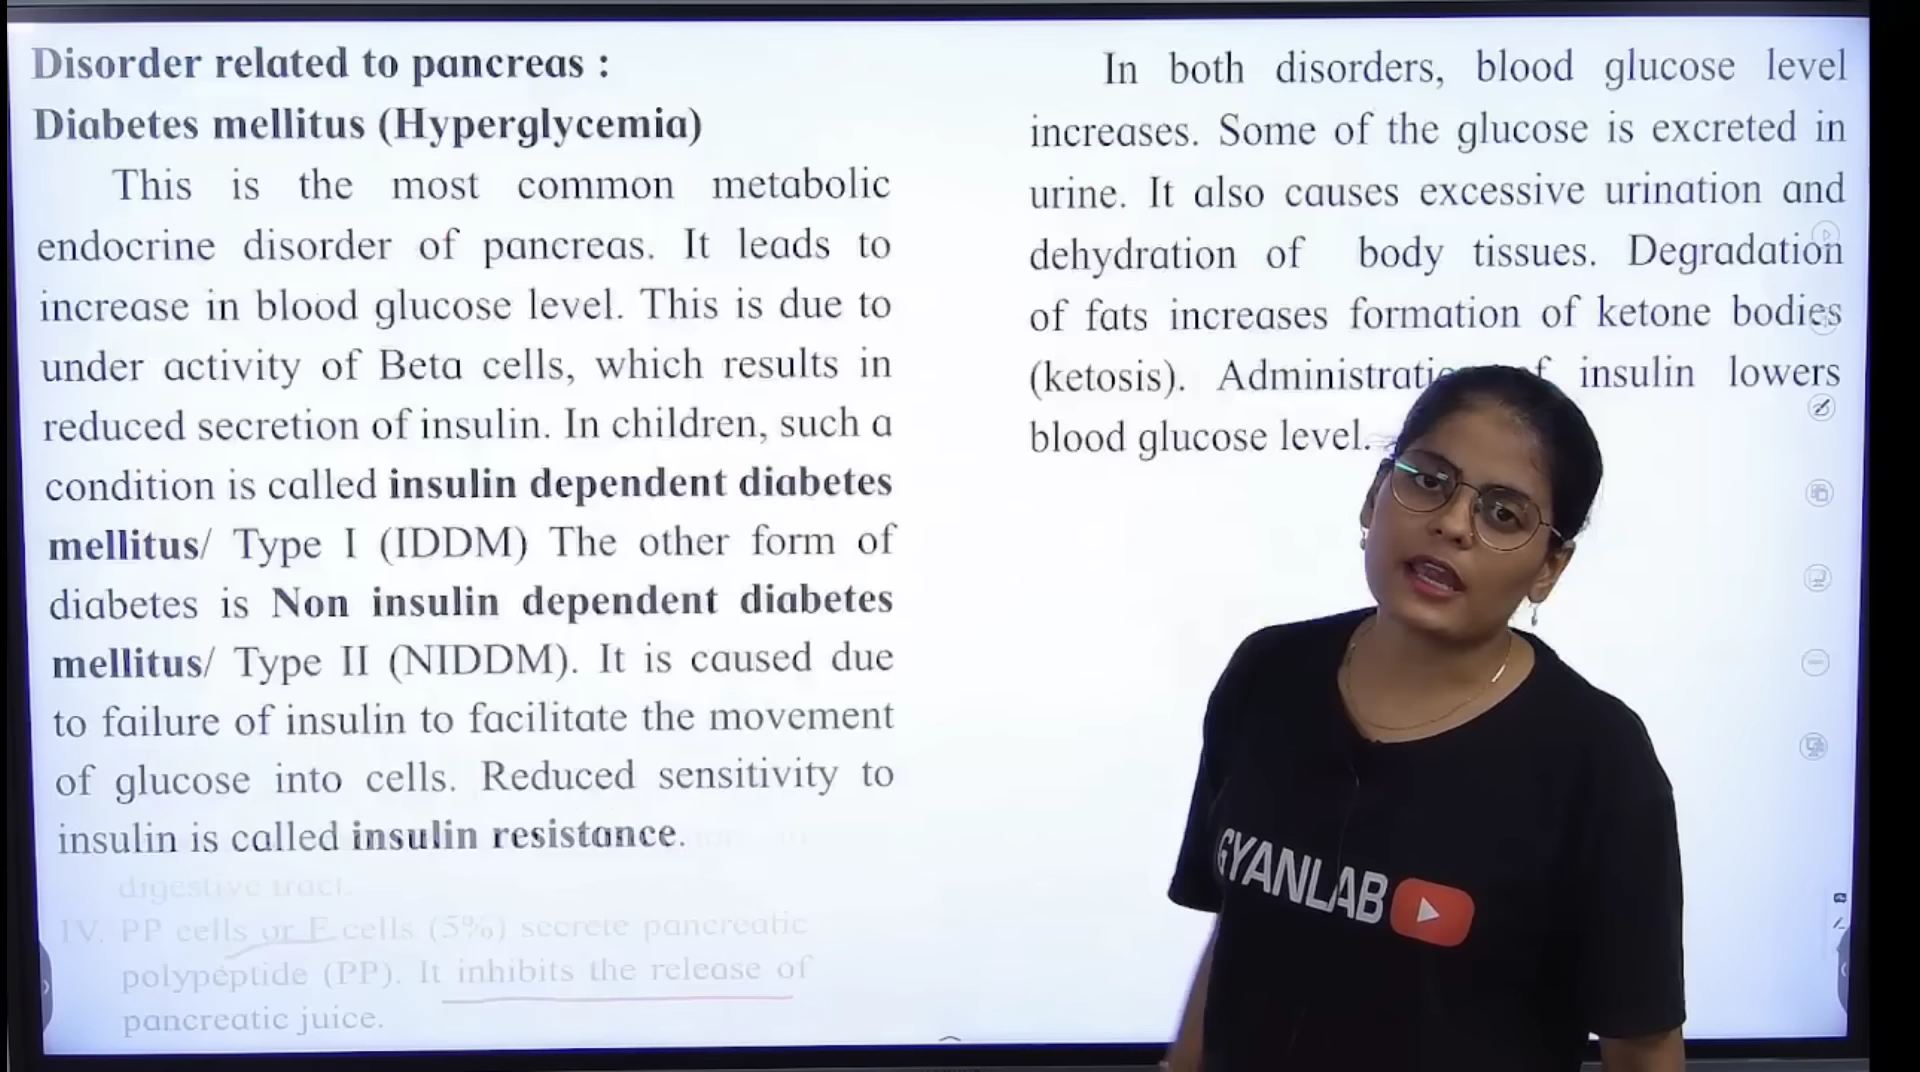 Disorder related to pancreas :
Diabetes mellitus (Hyperglycemia)
This is the most common metabolic
endocrine disorder of pancreas. It leads to
increase in blood glucose level. This is due to
under activity of Beta cells, which results in
reduced secretion of insulin. In children, such a
condition is called insulin dependent diabetes
mellitus/ Type I (IDDM) The other form of
diabetes is Non insulin dependent diabetes
mellitus/ Type II (NIDDM). It is caused due
to failure of insulin to facilitate the movement
of glucose into cells. Reduced sensitivity to
insulin is called insulin resistance.
digestive tract.
IV. PP cells or F cells (5%) secrete pancreatic
polypeptide (PP). It inhibits the release of
pancreatic juice.
In both disorders, blood glucose level
increases. Some of the glucose is excreted in
urine. It also causes excessive urination and
dehydration of body tissues. Degradation
of fats increases formation of ketone bodies
(ketosis). insulin lowers
blood glucose level.
GYANLAB